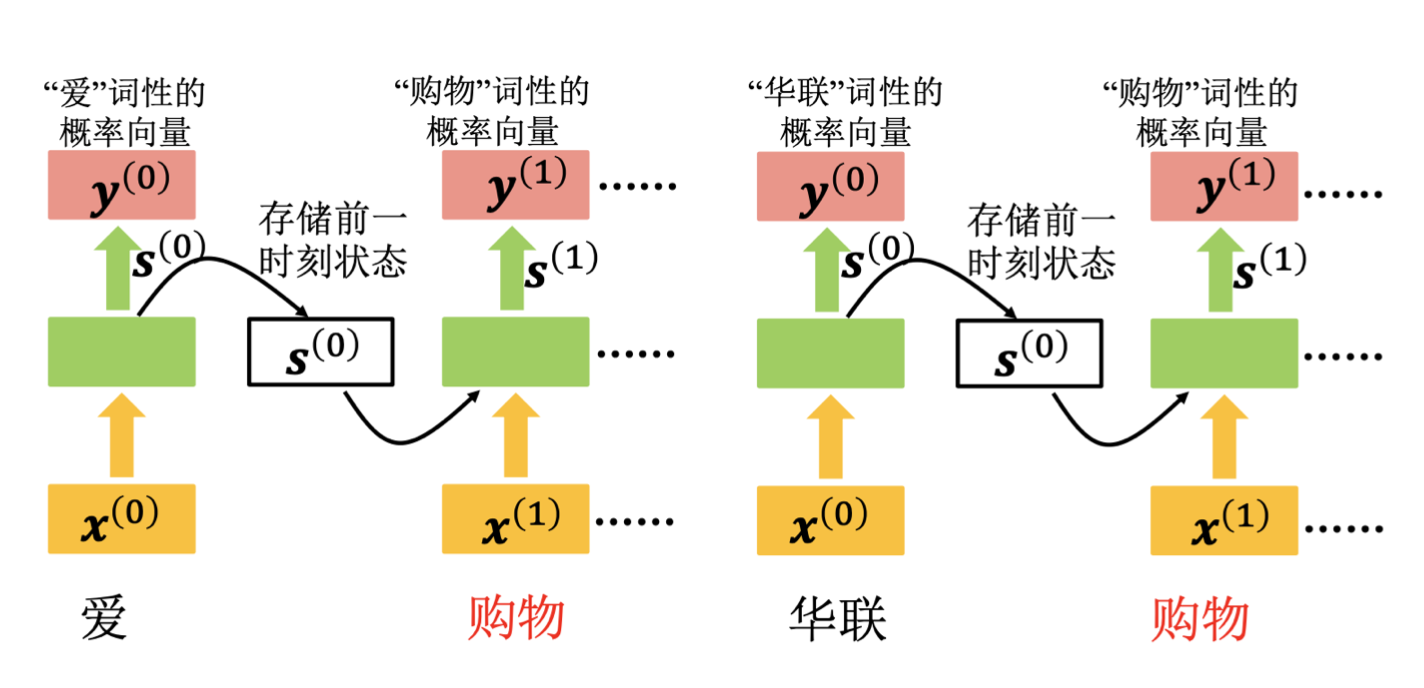 “爱”词性的
概率向量
“购物”词性的
概率向量
“华联”词性的
概率向量
“购物”词性的
概率向量
y(0)
y(1)
......
y(0)
y(1)
......
s(0)
存储前一
时刻状态
s(1)
s(0)
存储前一
时刻状态
s(1)
s(0)
......
s(0)
......
x(0)
x(1)
......
x(0)
x(1)
......
爱
购物
华联
购物